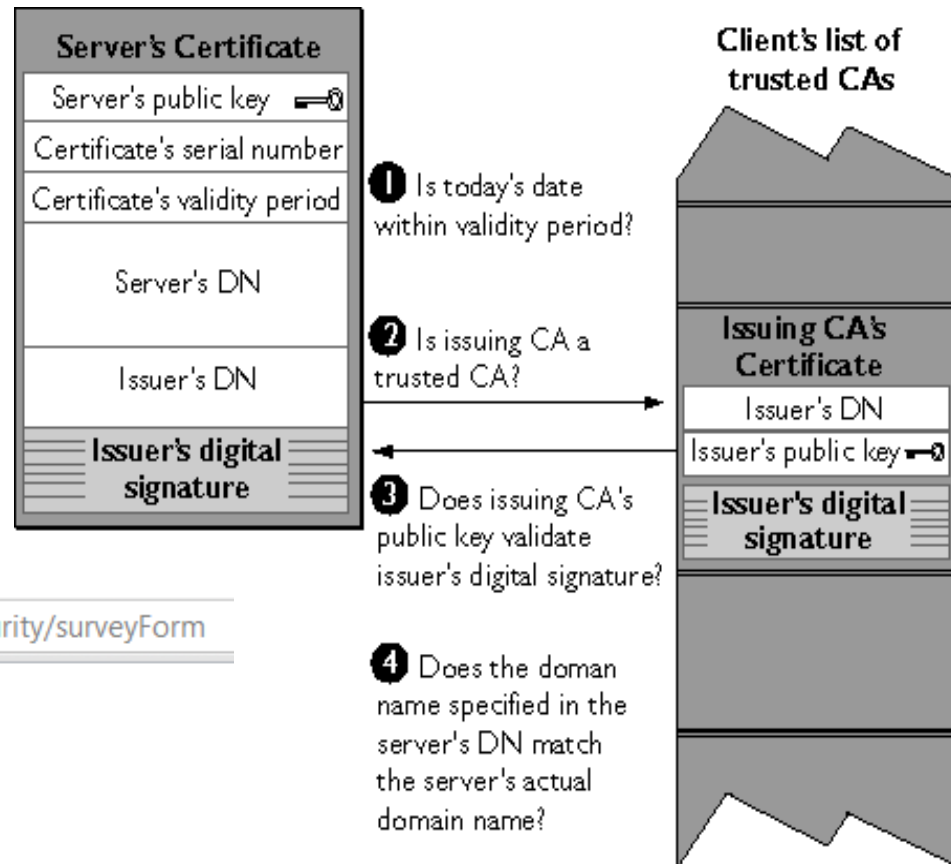 Server's Certificate
Server's public key
Certificate's serial number
Certificate's validity period
Server's DN
Issuer's DN
Issuer's digital
signature
1 Is today's date
within validity period?
2 Is issuing CA a
trusted CA?
3 Does issuing CA's
public key validate
issuer's digital signature?
4 Does the doman
name specified in the
server's DN match
the server's actual
domain name?
Client's list of
trusted CAs
Issuing CA's
Certificate
Issuer's DN
Issuer's public key
Issuer's digital
signature
rity/surveyForm